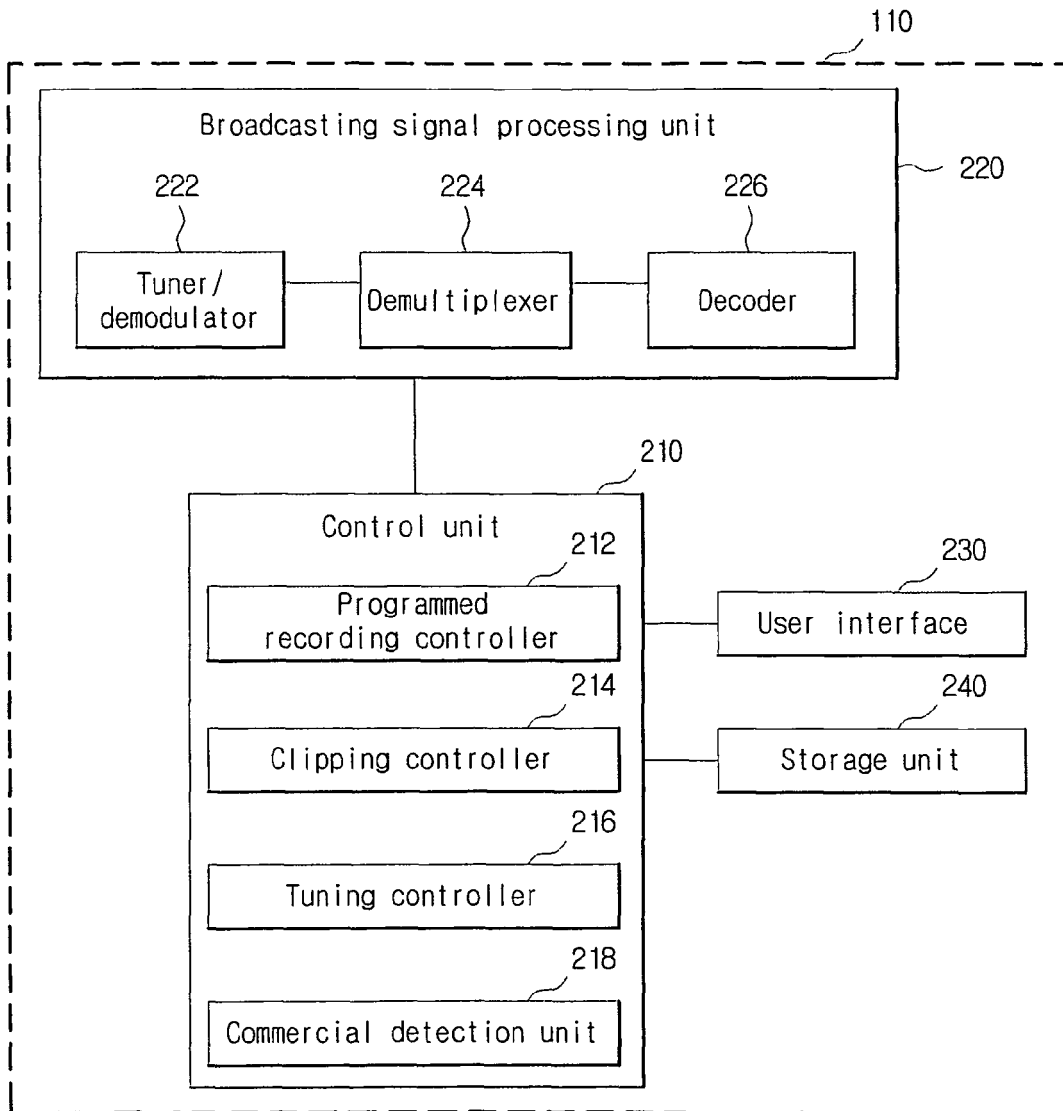 110
Broadcasting signal processing unit
220
222
224
226
Tuner/
demodulator
Demultiplexer
Decoder
210
Control unit
212
Programmed
recording controller
230
User interface
214
Clipping controller
240
Storage unit
216
Tuning controller
218
Commercial detection unit